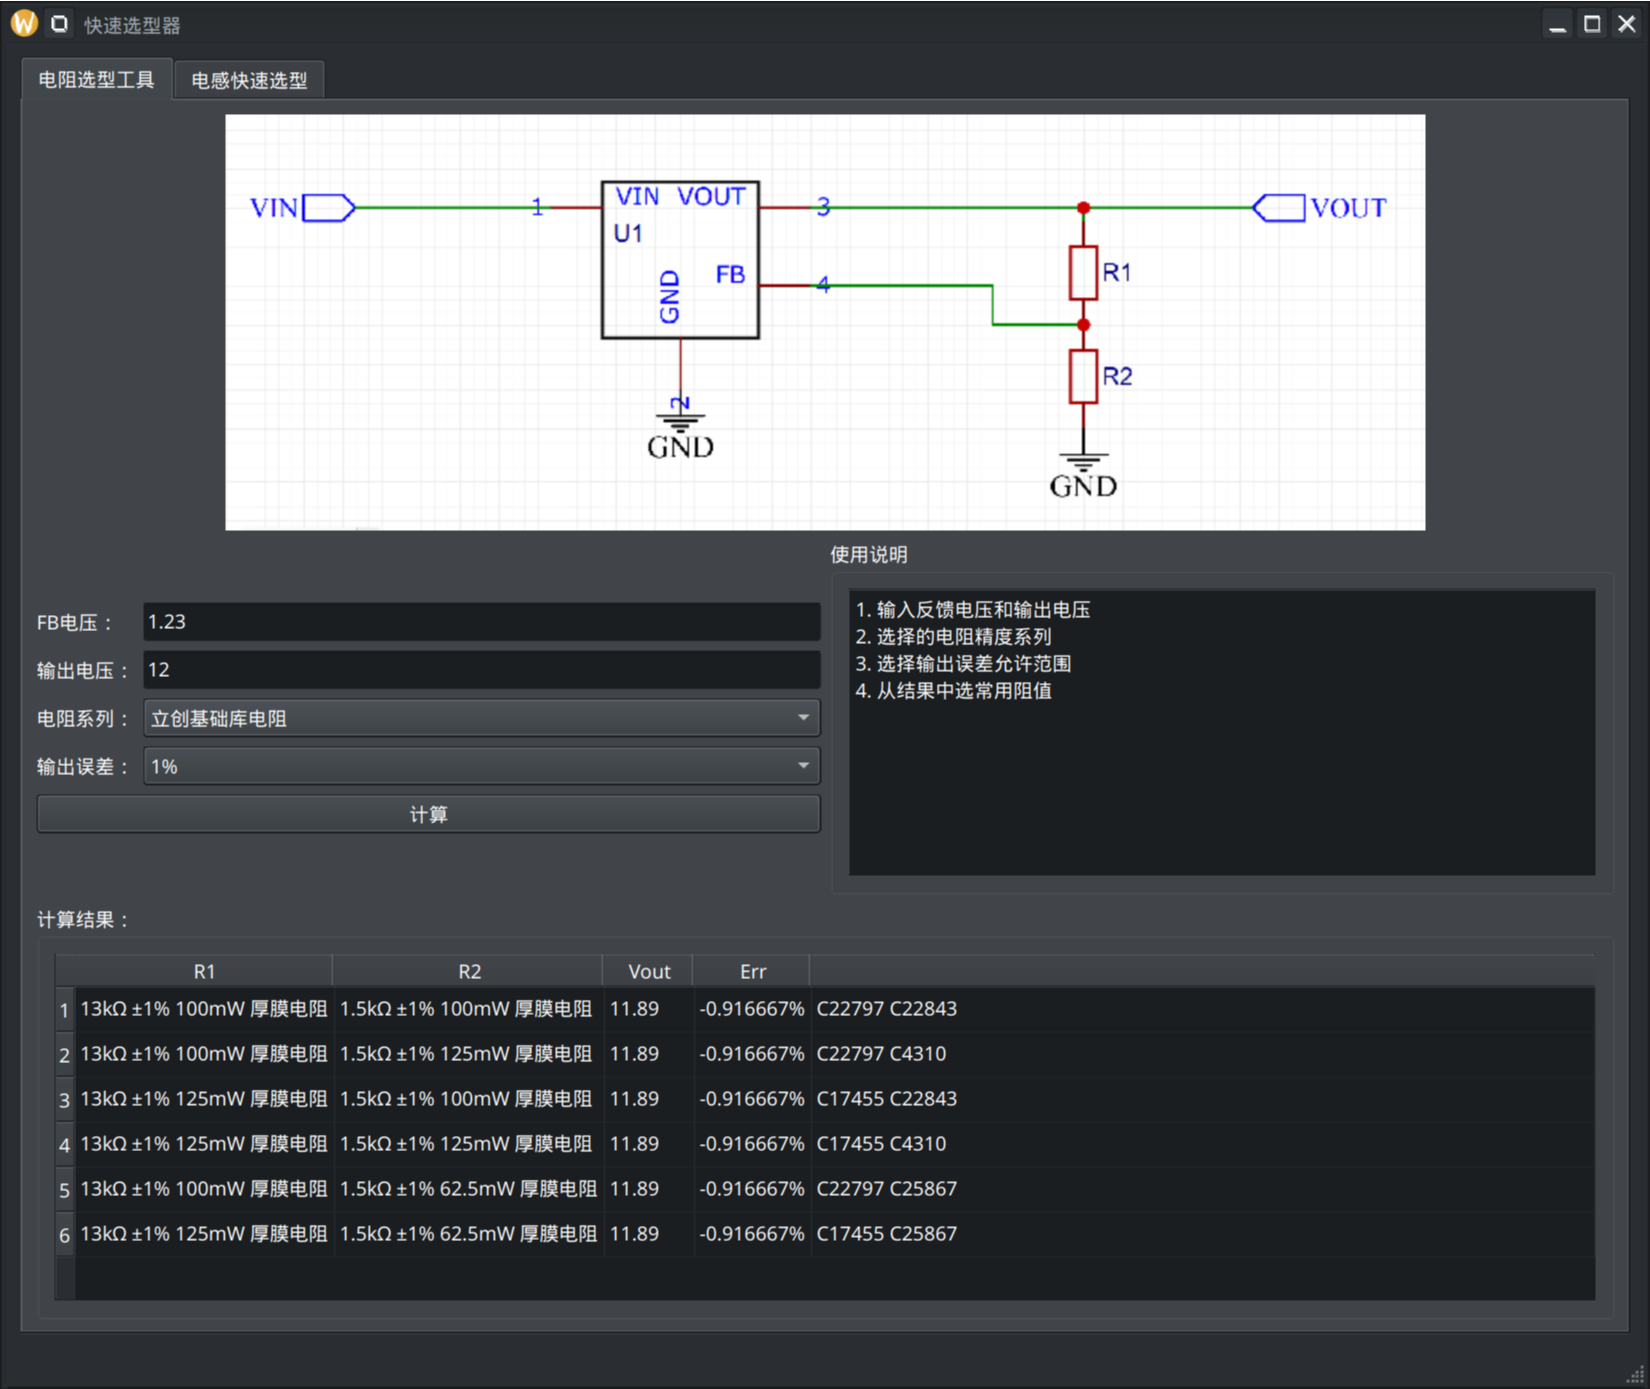 快速选型器
电阻选型工具 电感快速选型
VIN 1 VIN VOUT 3 VOUT
U1
GND FB 4 R1
R2
2
GND
GND
使用说明
1. 输入反馈电压和输出电压
2. 选择的电阻精度系列
3. 选择输出误差允许范围
4. 从结果中选常用阻值
FB电压： 1.23
输出电压： 12
电阻系列： 立创基础库电阻
输出误差： 1%
计算
计算结果：
R1 R2 Vout Err
1 13kΩ ±1% 100mW 厚膜电阻 1.5kΩ ±1% 100mW 厚膜电阻 11.89 -0.916667% C22797 C22843
2 13kΩ ±1% 100mW 厚膜电阻 1.5kΩ ±1% 125mW 厚膜电阻 11.89 -0.916667% C22797 C4310
3 13kΩ ±1% 125mW 厚膜电阻 1.5kΩ ±1% 100mW 厚膜电阻 11.89 -0.916667% C17455 C22843
4 13kΩ ±1% 125mW 厚膜电阻 1.5kΩ ±1% 125mW 厚膜电阻 11.89 -0.916667% C17455 C4310
5 13kΩ ±1% 100mW 厚膜电阻 1.5kΩ ±1% 62.5mW 厚膜电阻 11.89 -0.916667% C22797 C25867
6 13kΩ ±1% 125mW 厚膜电阻 1.5kΩ ±1% 62.5mW 厚膜电阻 11.89 -0.916667% C17455 C25867